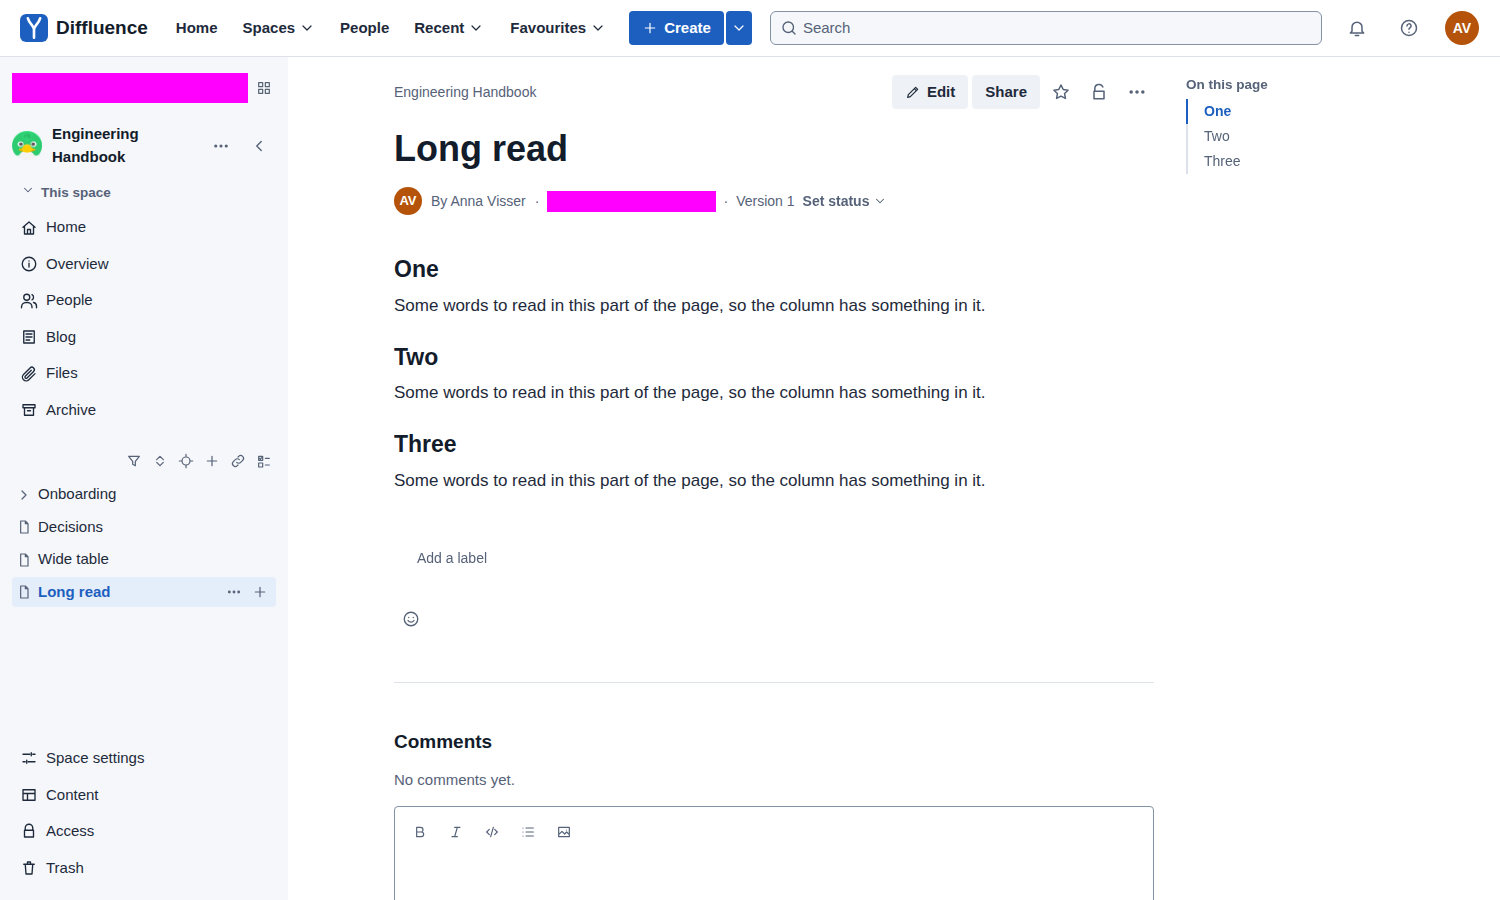 Diffluence
Home
Spaces
People
Recent
Favourites
Create
Search
AV
Engineering Handbook
This space
Home
Overview
People
Blog
Files
Archive
Onboarding
Decisions
Wide table
Long read
Space settings
Content
Access
Trash
Engineering Handbook
Edit
Share
Long read
AV By Anna Visser · · Version 1 Set status
One
Some words to read in this part of the page, so the column has something in it.
Two
Some words to read in this part of the page, so the column has something in it.
Three
Some words to read in this part of the page, so the column has something in it.
Add a label
Comments
No comments yet.
On this page
One
Two
Three